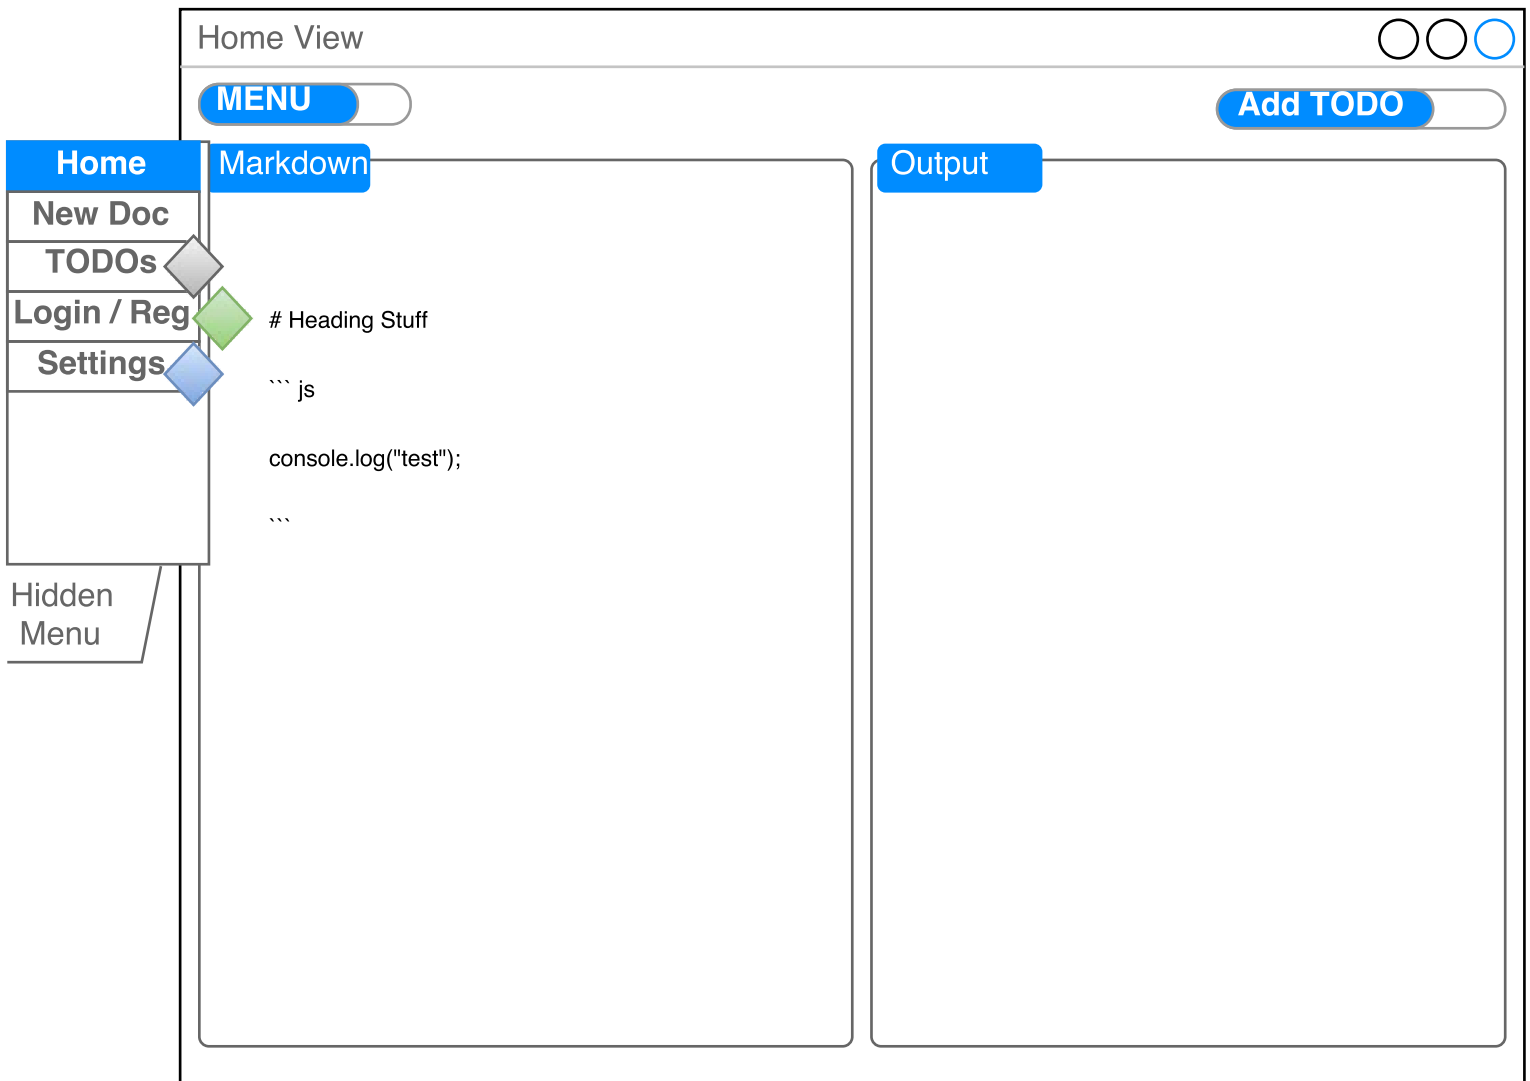 Home View
MENU
Add TODO
Home
New Doc
TODOs
Login / Reg
Settings
Hidden
Menu
Markdown
# Heading Stuff
``` js
console.log("test");
```
Output